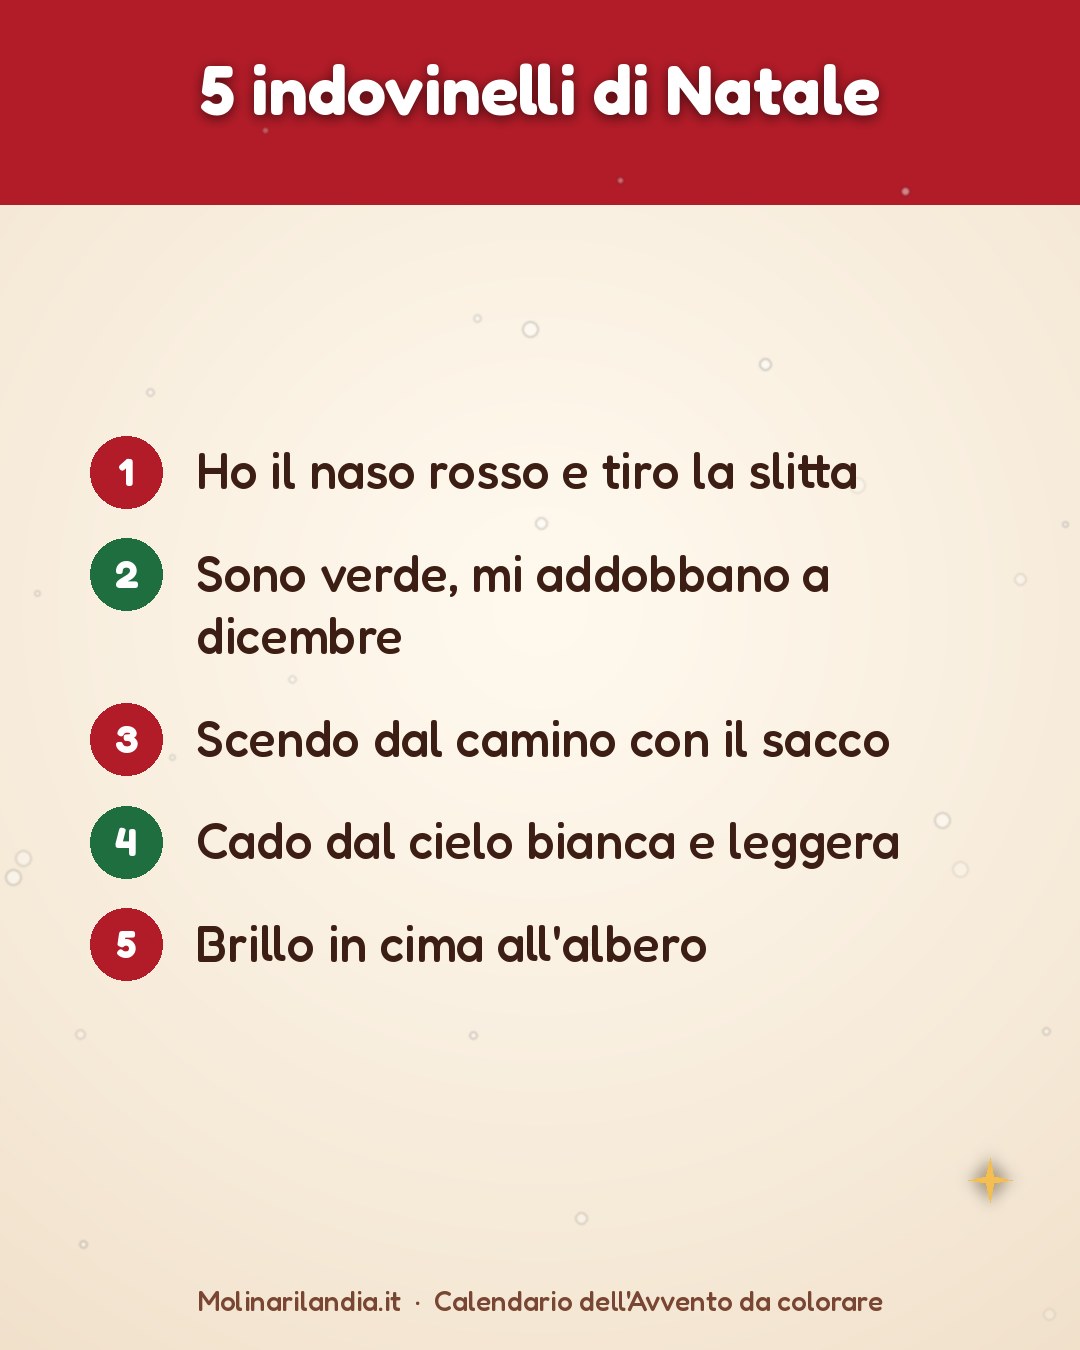 5 indovinelli di Natale
1 Ho il naso rosso e tiro la slitta
2 Sono verde, mi addobbano a
dicembre
3 Scendo dal camino con il sacco
4 Cado dal cielo bianca e leggera
5 Brillo in cima all'albero
Molinarilandia.it · Calendario dell'Avvento da colorare